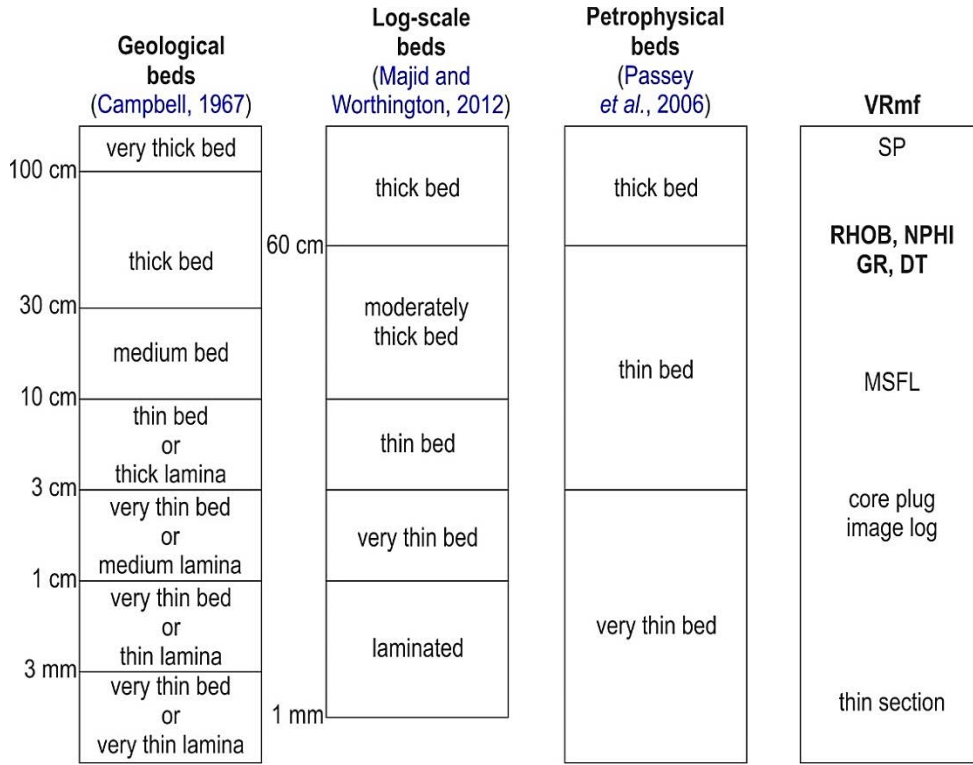 Geological
beds
(Campbell, 1967)
very thick bed
100 cm
thick bed
30 cm
medium bed
10 cm
thin bed
or
thick lamina
3 cm
very thin bed
or
medium lamina
1 cm
very thin bed
or
thin lamina
3 mm
very thin bed
or
very thin lamina
Log-scale
beds
(Majid and
Worthington, 2012)
thick bed
60 cm
moderately
thick bed
thin bed
very thin bed
laminated
1 mm
Petrophysical
beds
(Passey
et al., 2006)
thick bed
thin bed
very thin bed
VRmf
SP
RHOB, NPHI
GR, DT
MSFL
core plug
image log
thin section